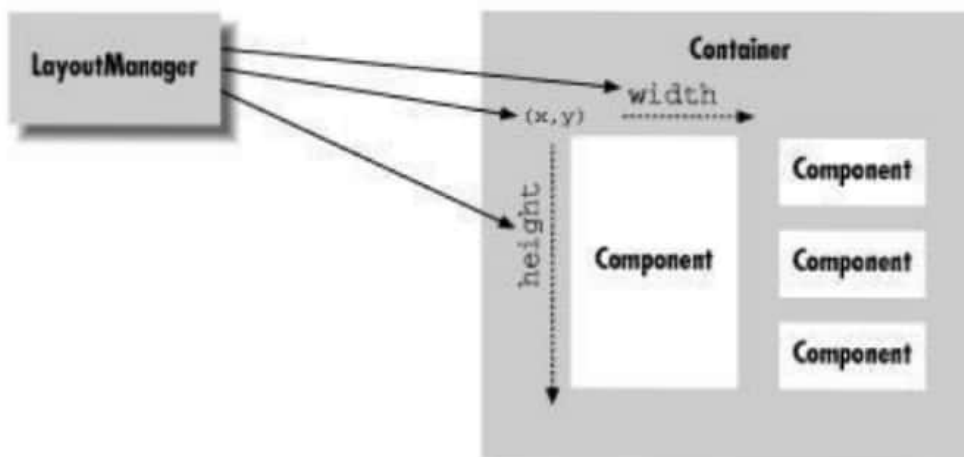 LayoutManager
Container
width
(x,y)
height
Component
Component
Component
Component